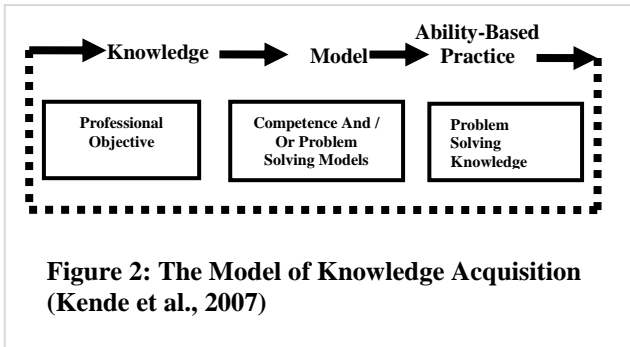 Ability-Based
Knowledge Model Practice
Professional
Objective
Competence And /
Or Problem
Solving Models
Problem
Solving
Knowledge
Figure 2: The Model of Knowledge Acquisition
(Kende et al., 2007)